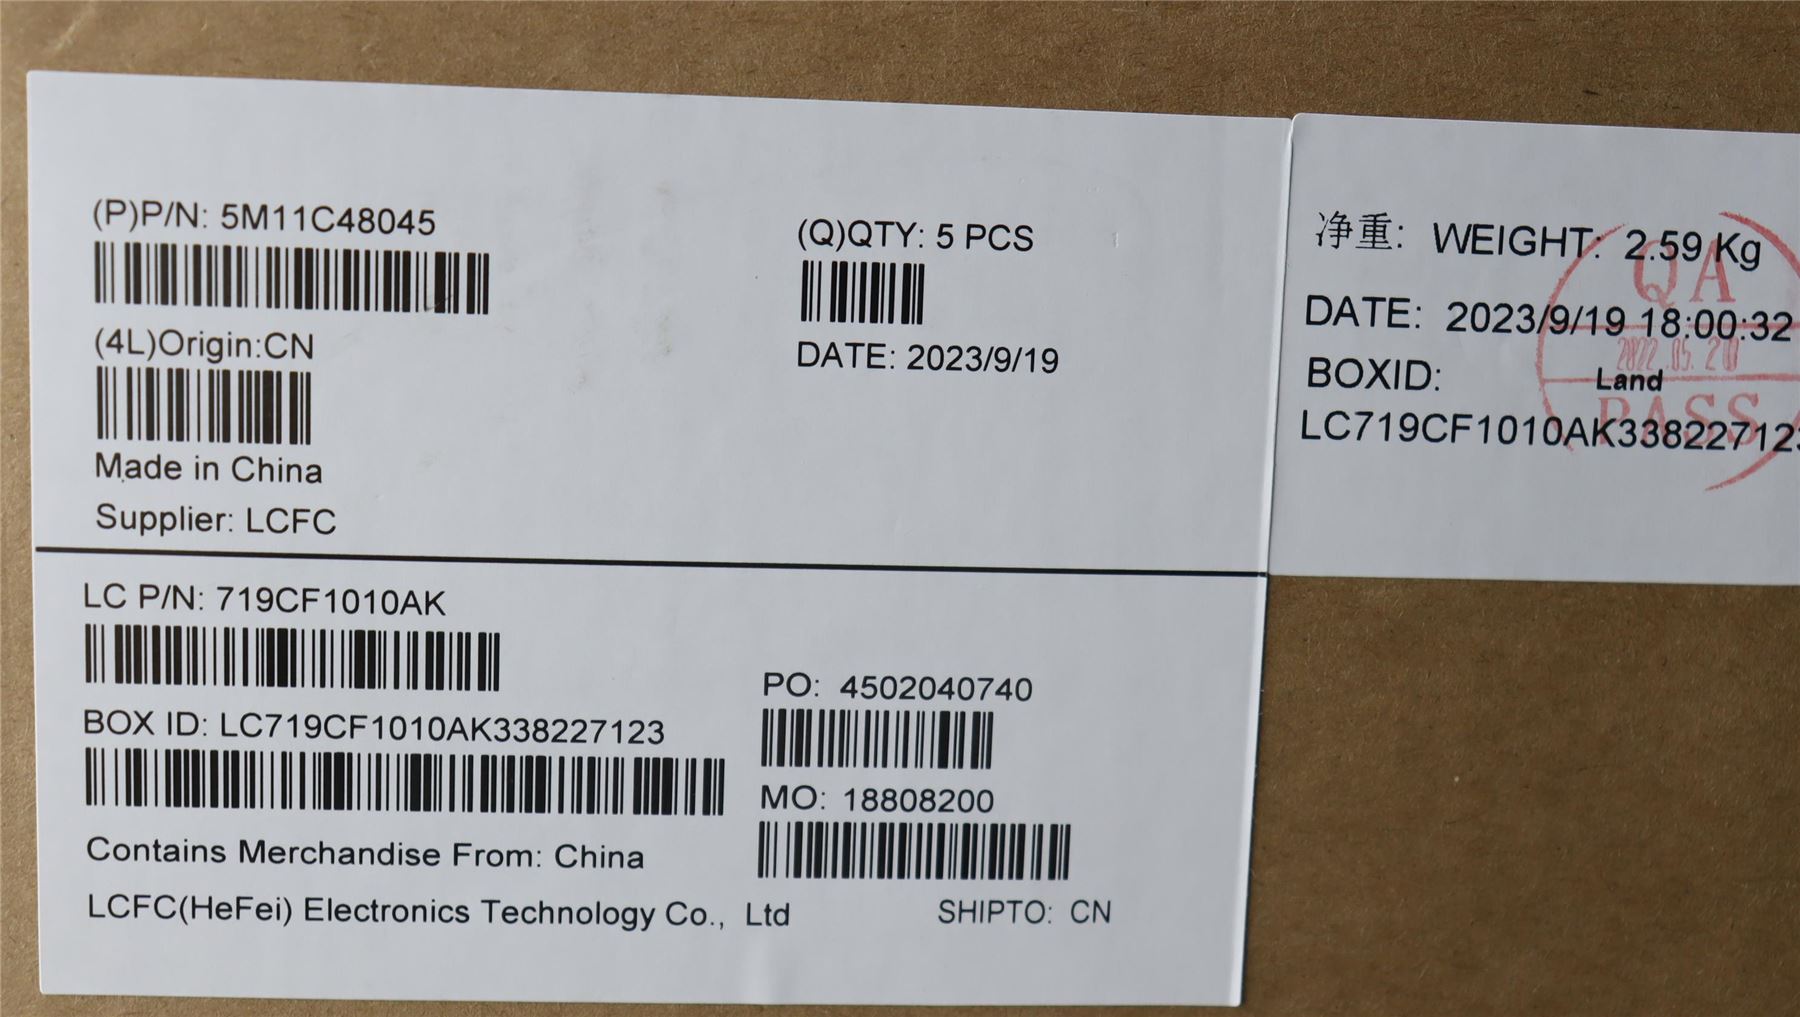 (P)P/N: 5M11C48045
(4L)Origin:CN
Made in China
Supplier: LCFC
(Q)QTY: 5 PCS
DATE: 2023/9/19
LC P/N: 719CF1010AK
BOX ID: LC719CF1010AK338227123
Contains Merchandise From: China
LCFC(HeFei) Electronics Technology Co., Ltd
PO: 4502040740
MO: 18808200
SHIPTO: CN
净重: WEIGHT: 2.59 Kg
DATE: 2023/9/19 18:00:32
BOXID:
Land
LC719CF1010AK338227123
QA
PASS